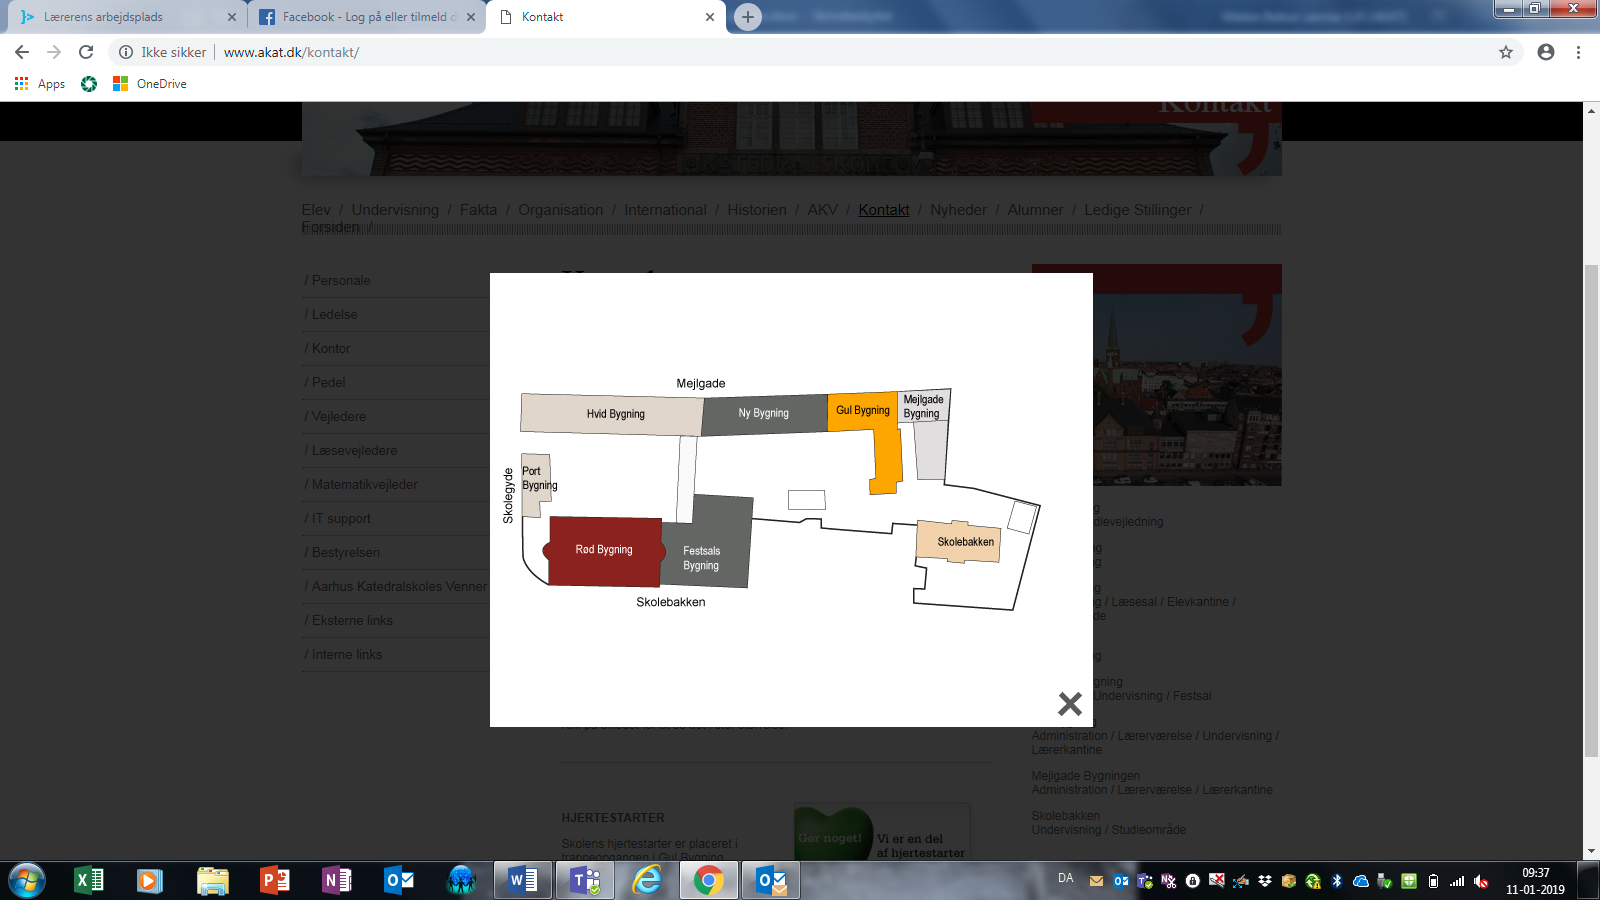 Lærerens arbejdsplads
Facebook - Log på eller tilmeld d
Kontakt
Ikke sikker
www.akat.dk/kontakt/
Apps
OneDrive
Kontakt
KATEDRALSKOLE
Elev / Undervisning / Fakta / Organisation / International / Historien / AKV / Kontakt / Nyheder / Alumner / Ledige Stillinger /
Forsiden /
/ Personale
/ Ledelse
/ Kontor
/ Pedel
/ Vejledere
/ Læsevejledere
/ Matematikvejleder
/ IT support
/ Bestyrelsen
/ Aarhus Katedralskoles Venner
/ Eksterne links
/ Interne links
Mejlgade
Hvid Bygning
Ny Bygning
Gul Bygning
Mejlgade
Bygning
Skolegyde
Port
Bygning
Rød Bygning
Festsals
Bygning
Skolebakken
Skolebakken
/ Læsesal / Elevkantine /
Undervisning / Festsal
Administration / Lærerværelse / Undervisning /
Lærerkantine
Mejlgade Bygningen
Administration / Lærerværelse / Lærerkantine
Skolebakken
Undervisning / Studieområde
HJERTESTARTER
Skolens hjertestarter er placeret i
trappeopgangen i Gul Bygning
Gør noget!
Vi er en del
af hjertestarter
DA
09:37
11-01-2019